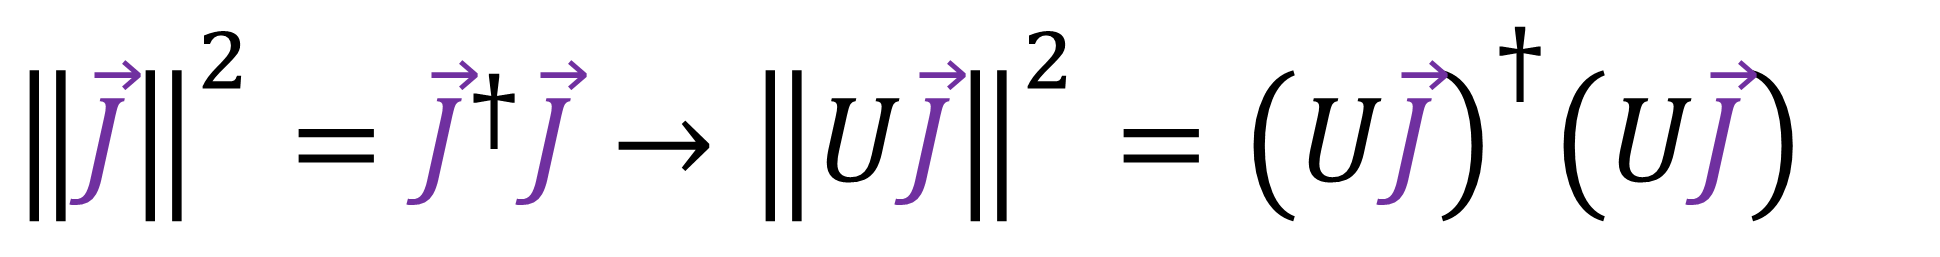 ‖J⃗‖² = J⃗†J⃗ → ‖UJ⃗‖² = (UJ⃗)†(UJ⃗)